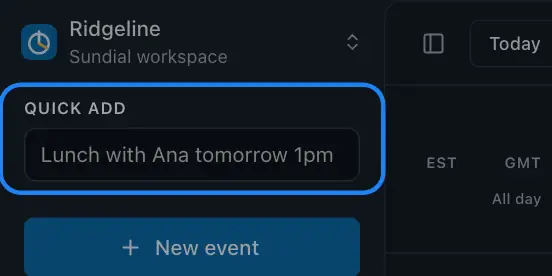 Ridgeline
Sundial workspace
Today
QUICK ADD
Lunch with Ana tomorrow 1pm
EST GMT
All day
+ New event